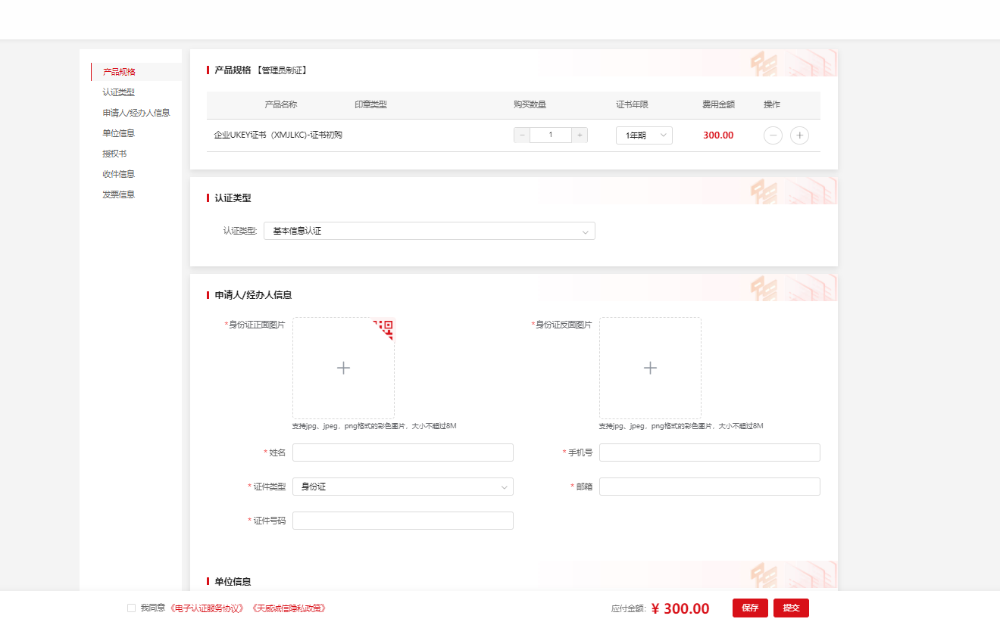 产品规格
认证类型
申请人/经办人信息
单位信息
授权书
收件信息
发票信息
产品规格 【管理员制证】
产品名称 印章类型 购买数量 证书年限 费用金额 操作
企业UKEY证书（XMJLKC)-证书初购 − 1 + 1年期 300.00
认证类型
认证类型: 基本信息认证
申请人/经办人信息
*身份证正面图片 *身份证反面图片
支持jpg、jpeg，png格式的彩色图片，大小不超过8M 支持jpg、jpeg，png格式的彩色图片，大小不超过8M
* 姓名 * 手机号
* 证件类型 身份证 * 邮箱
* 证件号码
单位信息
我同意 《电子认证服务协议》 《天威诚信隐私政策》 应付金额: ¥ 300.00 保存 提交